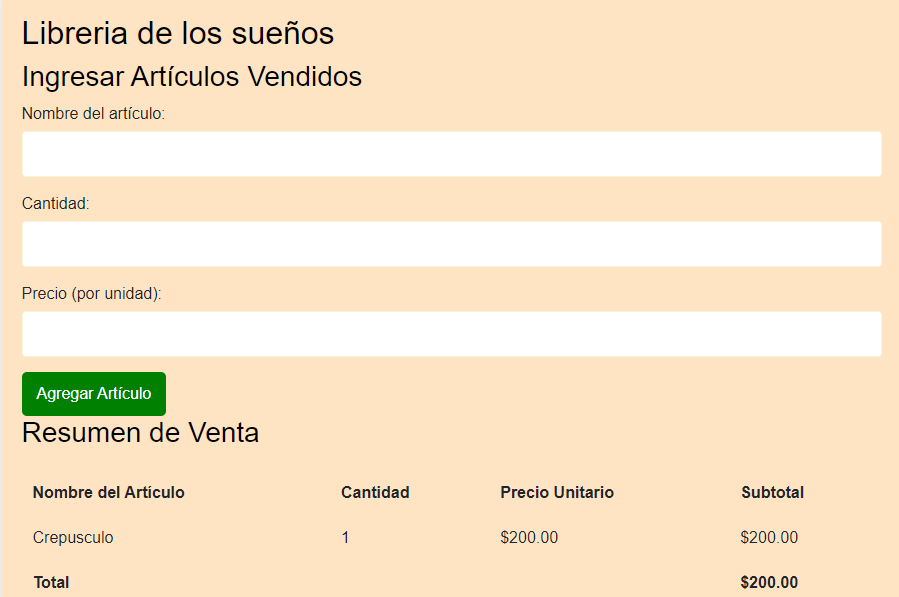 Libreria de los sueños
Ingresar Artículos Vendidos
Nombre del artículo:
Cantidad:
Precio (por unidad):
Agregar Artículo
Resumen de Venta
Nombre del Artículo Cantidad Precio Unitario Subtotal
Crepusculo 1 $200.00 $200.00
Total $200.00